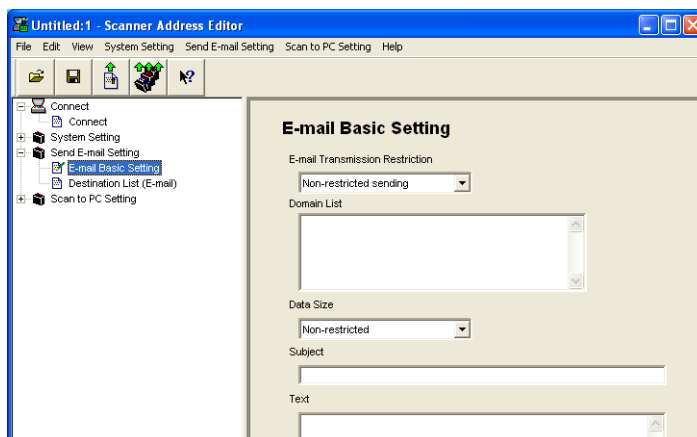 Untitled:1 - Scanner Address Editor
File Edit View System Setting Send E-mail Setting Scan to PC Setting Help
Connect
Connect
System Setting
Send E-mail Setting
E-mail Basic Setting
Destination List (E-mail)
Scan to PC Setting
E-mail Basic Setting
E-mail Transmission Restriction
Non-restricted sending
Domain List
Data Size
Non-restricted
Subject
Text